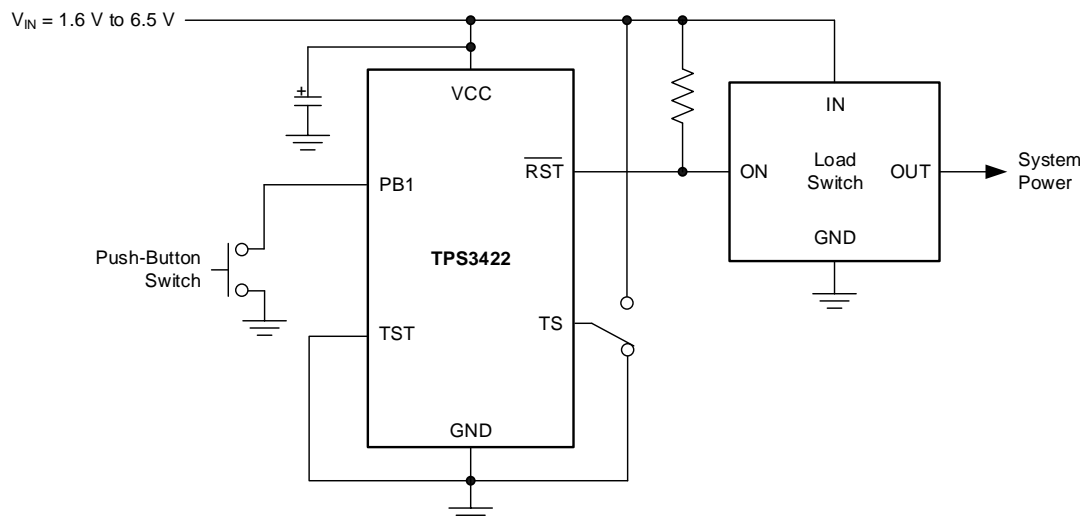 V_IN = 1.6 V to 6.5 V
+
VCC
IN
RST
PB1
ON
Load
Switch
OUT
System
Power
Push-Button
Switch
TPS3422
GND
TST
TS
GND